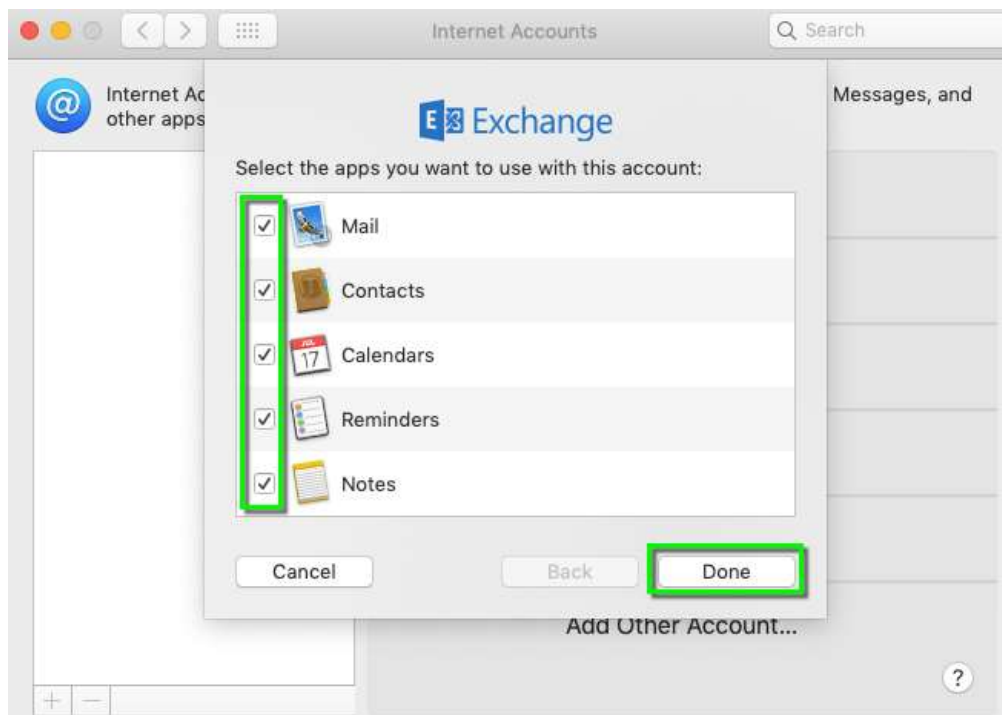 Internet Accounts
Search
Internet Ac
other apps
Messages, and
E Exchange
Select the apps you want to use with this account:
Mail
Contacts
JUL
17
Calendars
Reminders
Notes
Cancel
Back
Done
Add Other Account...
?